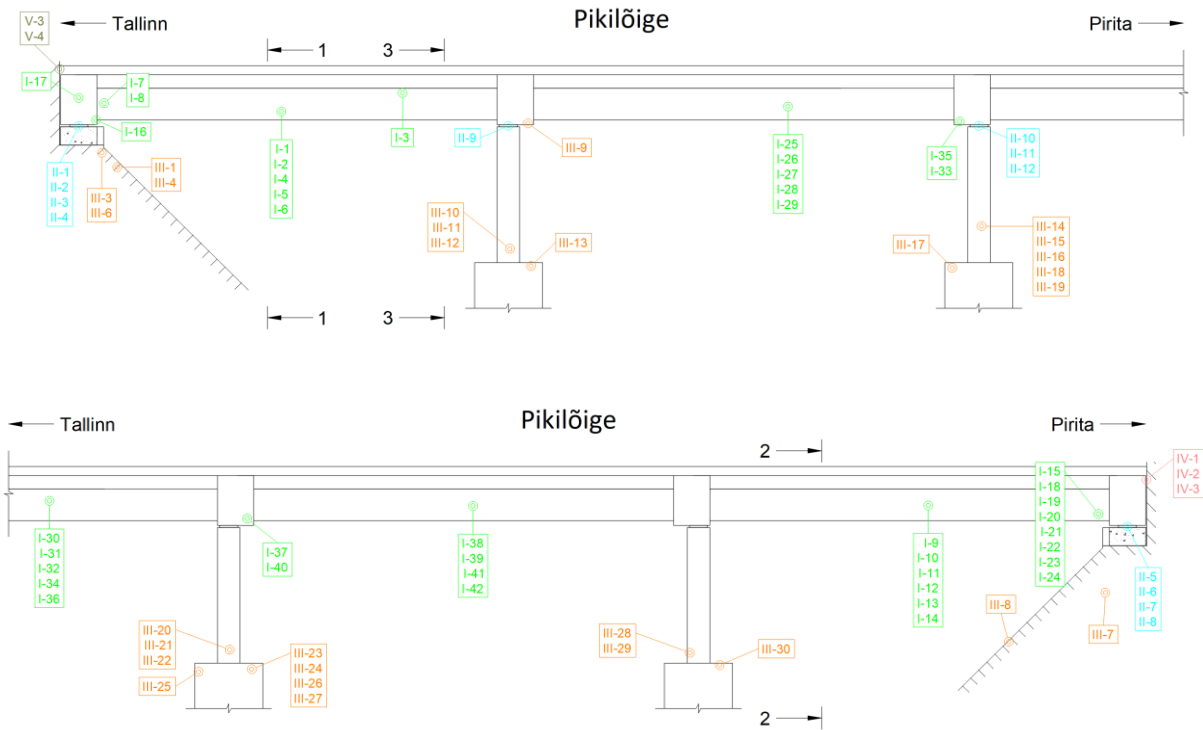 Pikilõige
Tallinn
Pirita
V-3
V-4
1
3
I-17
I-7
I-8
I-16
I-3
II-9
III-9
I-1
I-2
I-4
I-5
I-6
I-25
I-26
I-27
I-28
I-29
I-35
I-33
II-10
II-11
II-12
II-1
II-2
II-3
II-4
III-3
III-6
III-1
III-4
III-10
III-11
III-12
III-13
III-17
III-14
III-15
III-16
III-18
III-19
1
3
Pikilõige
Tallinn
Pirita
2
I-15
I-18
I-19
I-20
I-21
I-22
I-23
I-24
IV-1
IV-2
IV-3
I-30
I-31
I-32
I-34
I-36
I-37
I-40
I-38
I-39
I-41
I-42
I-9
I-10
I-11
I-12
I-13
I-14
II-5
II-6
II-7
II-8
III-8
III-7
III-20
III-21
III-22
III-25
III-23
III-24
III-26
III-27
III-28
III-29
III-30
2